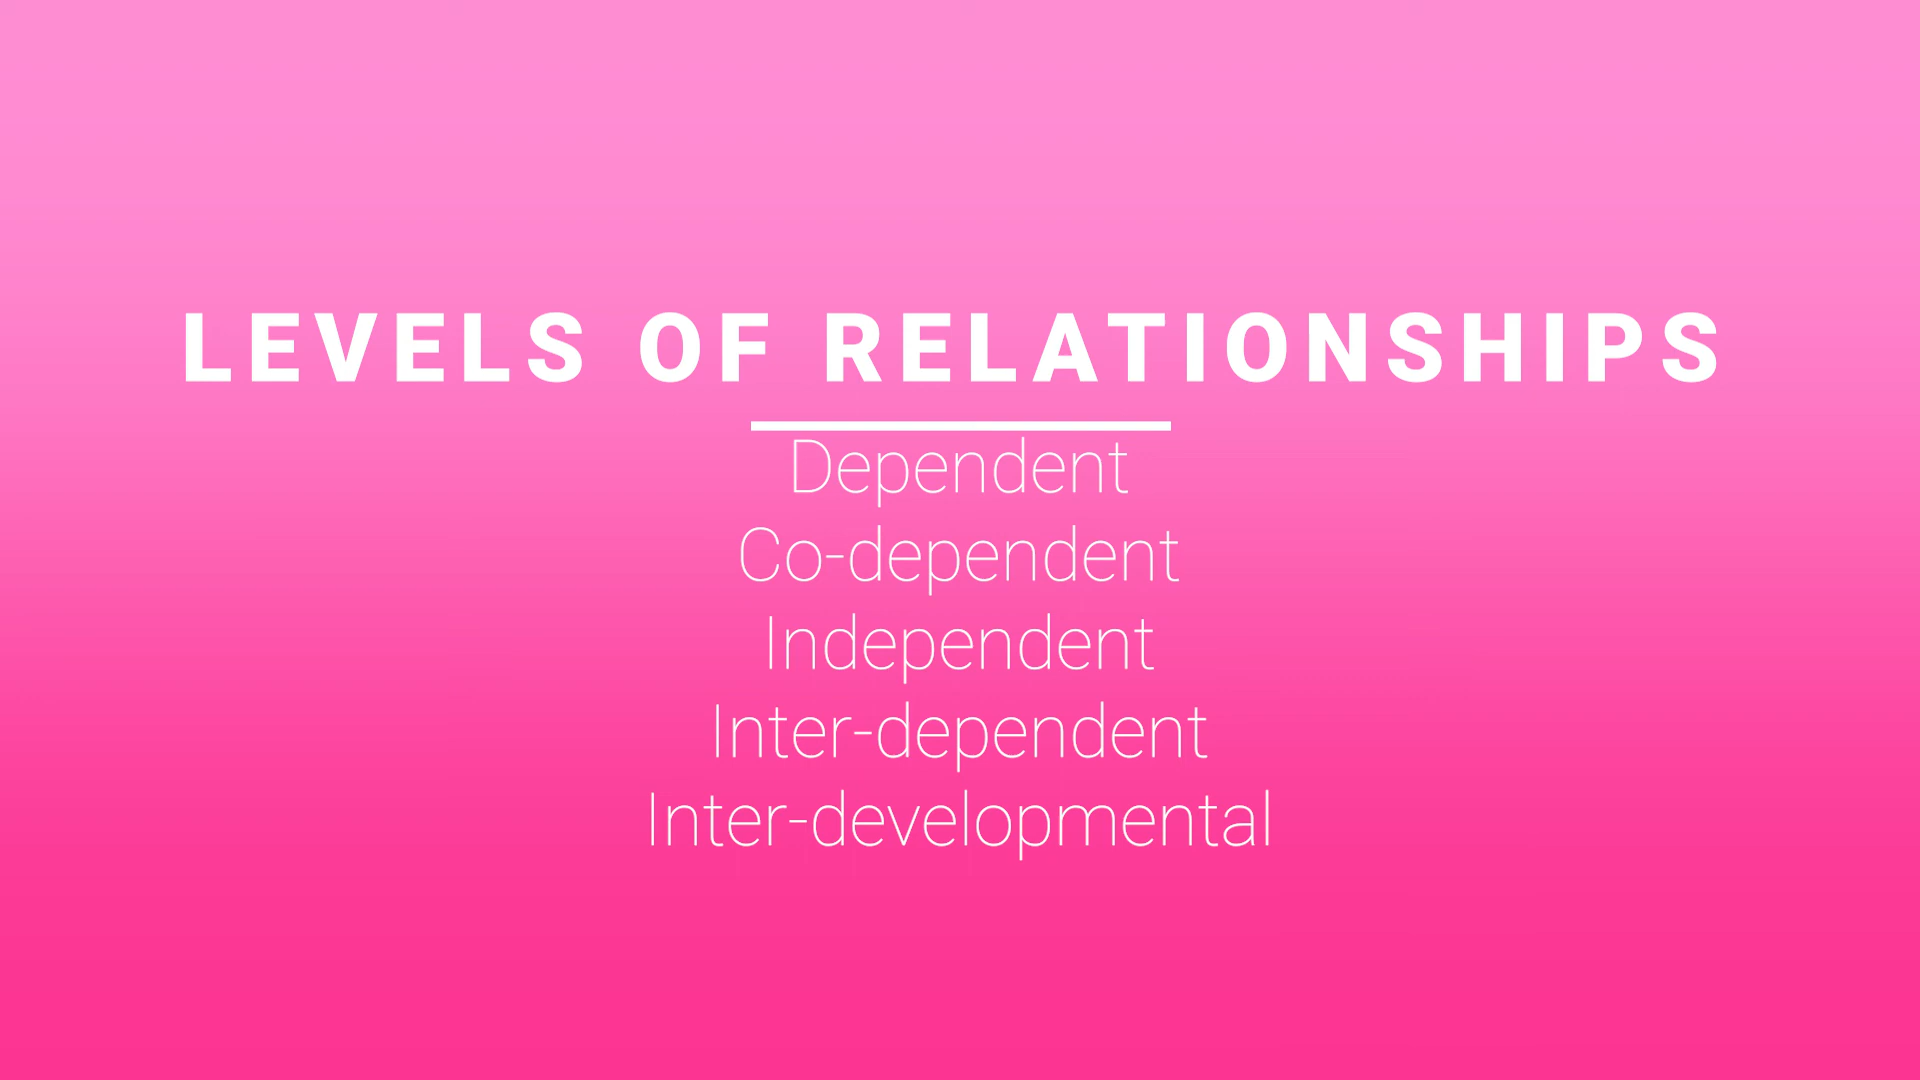 LEVELS OF RELATIONSHIPS
Dependent
Co-dependent
Independent
Inter-dependent
Inter-developmental